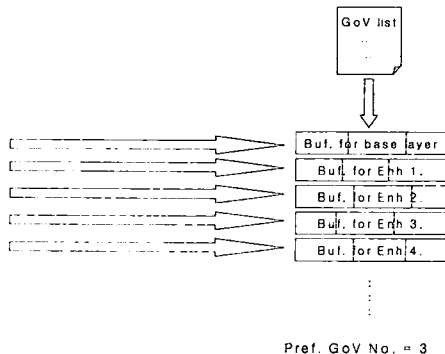 GoV list
Buf. for base layer
Buf. for Enh 1.
Buf. for Enh 2.
Buf. for Enh 3.
Buf. for Enh 4.
Pref. GoV No. = 3